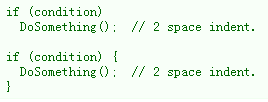 if (condition)
  DoSomething();  // 2 space indent.

if (condition) {
  DoSomething();  // 2 space indent.
}